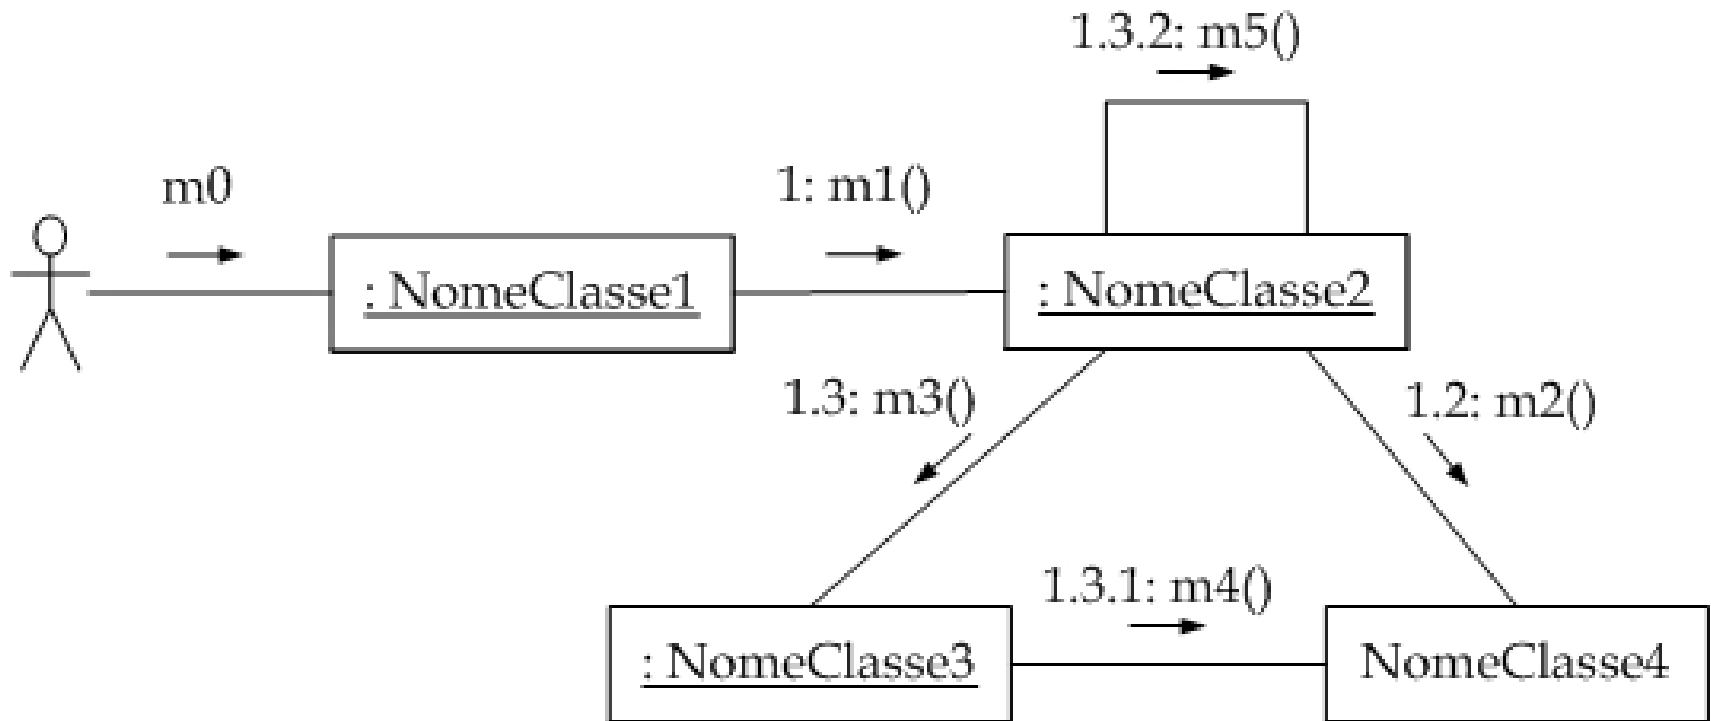 1.3.2: m5()
m0
1: m1()
: NomeClasse1
: NomeClasse2
1.3: m3()
1.2: m2()
1.3.1: m4()
: NomeClasse3
NomeClasse4